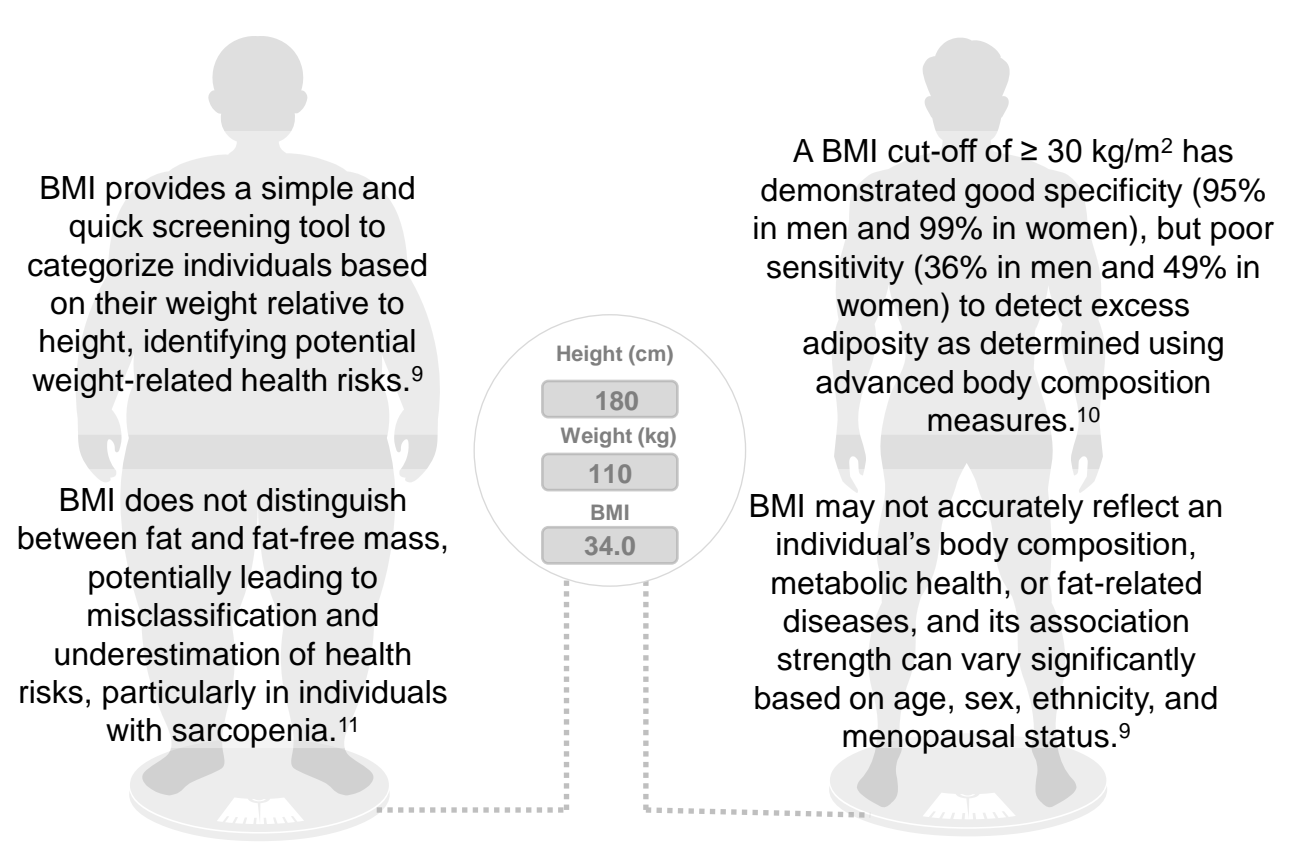 BMI provides a simple and
quick screening tool to
categorize individuals based
on their weight relative to
height, identifying potential
weight-related health risks.⁹
BMI does not distinguish
between fat and fat-free mass,
potentially leading to
misclassification and
underestimation of health
risks, particularly in individuals
with sarcopenia.¹¹
Height (cm)
180
Weight (kg)
110
BMI
34.0
A BMI cut-off of ≥ 30 kg/m² has
demonstrated good specificity (95%
in men and 99% in women), but poor
sensitivity (36% in men and 49% in
women) to detect excess
adiposity as determined using
advanced body composition
measures.¹⁰
BMI may not accurately reflect an
individual’s body composition,
metabolic health, or fat-related
diseases, and its association
strength can vary significantly
based on age, sex, ethnicity, and
menopausal status.⁹